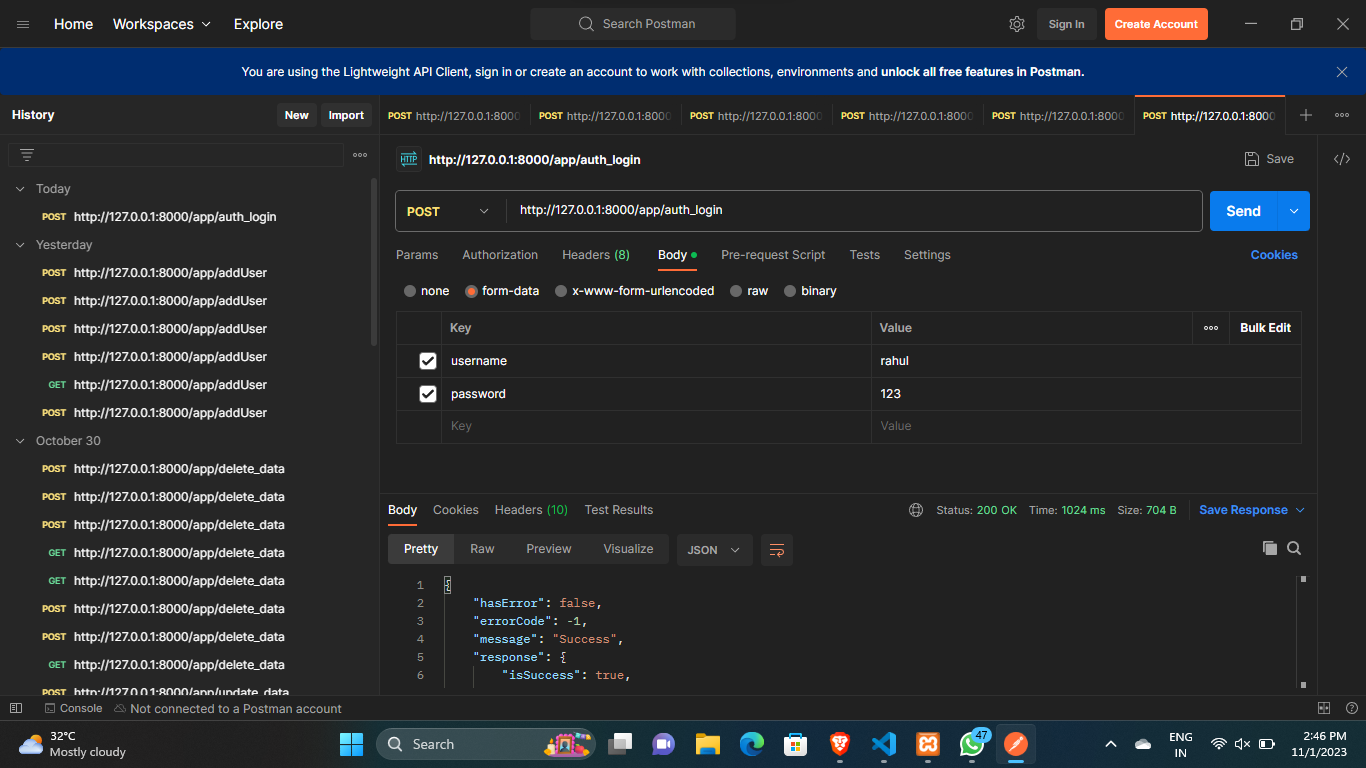 Home Workspaces Explore Search Postman Sign In Create Account
You are using the Lightweight API Client, sign in or create an account to work with collections, environments and unlock all free features in Postman.
History New Import
Today
POST http://127.0.0.1:8000/app/auth_login
Yesterday
POST http://127.0.0.1:8000/app/addUser
POST http://127.0.0.1:8000/app/addUser
POST http://127.0.0.1:8000/app/addUser
POST http://127.0.0.1:8000/app/addUser
GET http://127.0.0.1:8000/app/addUser
POST http://127.0.0.1:8000/app/addUser
October 30
POST http://127.0.0.1:8000/app/delete_data
POST http://127.0.0.1:8000/app/delete_data
POST http://127.0.0.1:8000/app/delete_data
GET http://127.0.0.1:8000/app/delete_data
GET http://127.0.0.1:8000/app/delete_data
POST http://127.0.0.1:8000/app/delete_data
POST http://127.0.0.1:8000/app/delete_data
GET http://127.0.0.1:8000/app/delete_data
POST http://127.0.0.1:8000/app/update_data
POST http://127.0.0.1:8000 POST http://127.0.0.1:8000 POST http://127.0.0.1:8000 POST http://127.0.0.1:8000 POST http://127.0.0.1:8000 POST http://127.0.0.1:8000
HTTP http://127.0.0.1:8000/app/auth_login Save
POST http://127.0.0.1:8000/app/auth_login Send
Params Authorization Headers (8) Body Pre-request Script Tests Settings Cookies
none form-data x-www-form-urlencoded raw binary
Key Value Bulk Edit
username rahul
password 123
Key Value
Body Cookies Headers (10) Test Results Status: 200 OK Time: 1024 ms Size: 704 B Save Response
Pretty Raw Preview Visualize JSON
1 {
2 "hasError": false,
3 "errorCode": -1,
4 "message": "Success",
5 "response": {
6 "isSuccess": true,
Console Not connected to a Postman account
32°C
Mostly cloudy
Search
47
ENG
IN
2:46 PM
11/1/2023